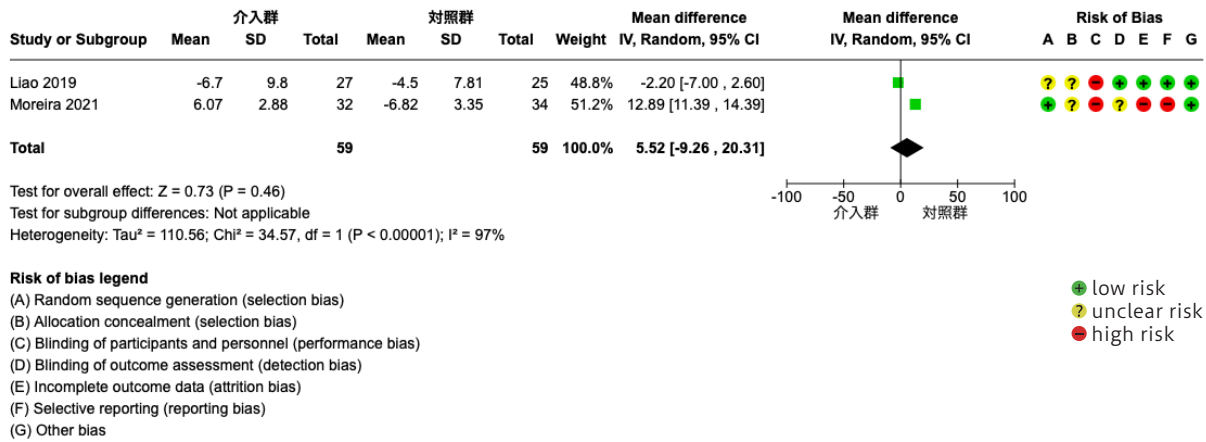 介入群 対照群 Mean difference Mean difference Risk of Bias
Study or Subgroup Mean SD Total Mean SD Total Weight IV, Random, 95% CI IV, Random, 95% CI A B C D E F G
Liao 2019 -6.7 9.8 27 -4.5 7.81 25 48.8% -2.20 [-7.00 , 2.60] ? ? − + + + +
Moreira 2021 6.07 2.88 32 -6.82 3.35 34 51.2% 12.89 [11.39 , 14.39] + ? − ? − − +
Total 59 59 100.0% 5.52 [-9.26 , 20.31]
Test for overall effect: Z = 0.73 (P = 0.46)
Test for subgroup differences: Not applicable
Heterogeneity: Tau² = 110.56; Chi² = 34.57, df = 1 (P < 0.00001); I² = 97%
-100 -50 0 50 100
介入群 対照群
Risk of bias legend
(A) Random sequence generation (selection bias)
(B) Allocation concealment (selection bias)
(C) Blinding of participants and personnel (performance bias)
(D) Blinding of outcome assessment (detection bias)
(E) Incomplete outcome data (attrition bias)
(F) Selective reporting (reporting bias)
(G) Other bias
+ low risk
? unclear risk
− high risk